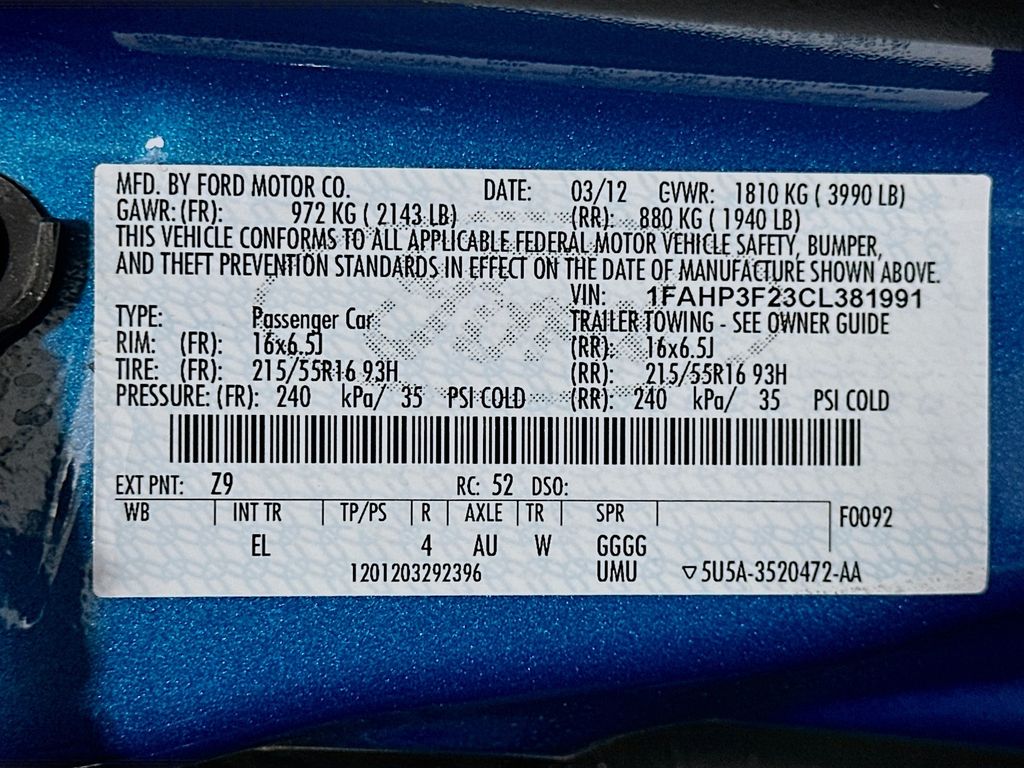 MFD. BY FORD MOTOR CO. DATE: 03/12 GVWR: 1810 KG ( 3990 LB)
GAWR: (FR): 972 KG ( 2143 LB) (RR): 880 KG ( 1940 LB)
THIS VEHICLE CONFORMS TO ALL APPLICABLE FEDERAL MOTOR VEHICLE SAFETY, BUMPER,
AND THEFT PREVENTION STANDARDS IN EFFECT ON THE DATE OF MANUFACTURE SHOWN ABOVE.
VIN: 1FAHP3F23CL381991
TYPE: Passenger Car TRAILER TOWING - SEE OWNER GUIDE
RIM: (FR): 16x6.5J (RR): 16x6.5J
TIRE: (FR): 215/55R16 93H (RR): 215/55R16 93H
PRESSURE: (FR): 240 kPa/ 35 PSI COLD (RR): 240 kPa/ 35 PSI COLD
EXT PNT: Z9 RC: 52 DSO:
WB INT TR TP/PS R AXLE TR SPR F0092
EL 4 AU W GGGG
1201203292396 UMU ▽5U5A-3520472-AA